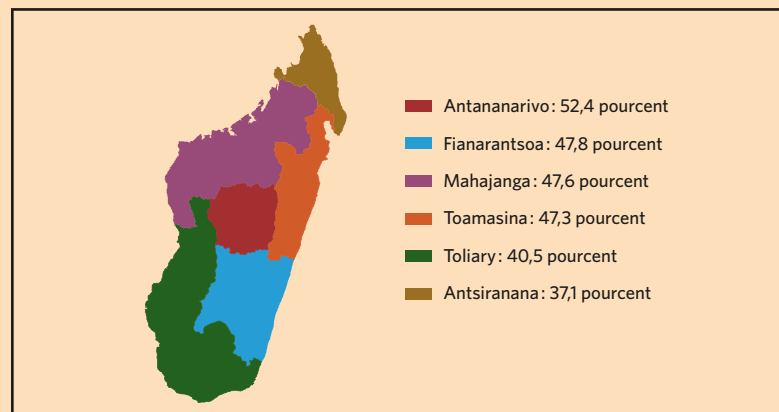 Antananarivo: 52,4 pourcent
Fianarantsoa: 47,8 pourcent
Mahajanga: 47,6 pourcent
Toamasina: 47,3 pourcent
Toliary: 40,5 pourcent
Antsiranana: 37,1 pourcent